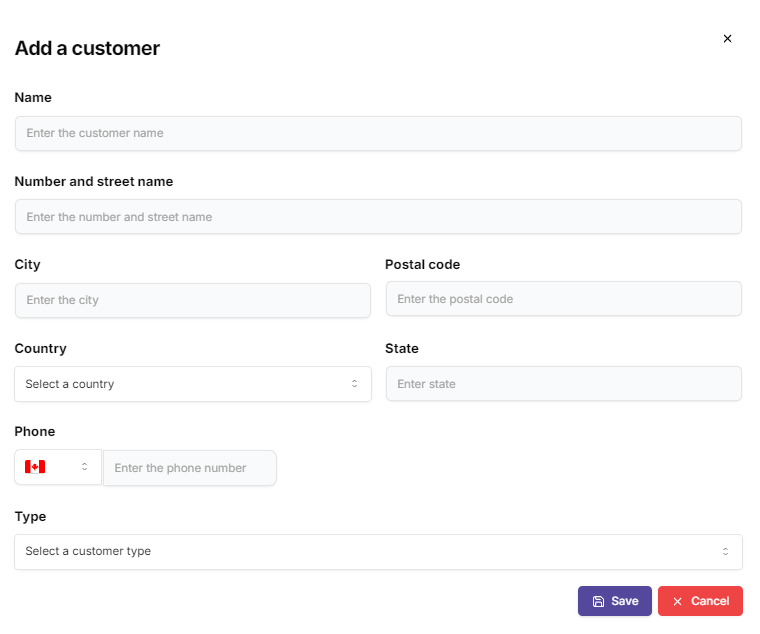 Add a customer
Name
Enter the customer name
Number and street name
Enter the number and street name
City
Postal code
Enter the city
Enter the postal code
Country
State
Select a country
Enter state
Phone
Enter the phone number
Type
Select a customer type
Save
Cancel